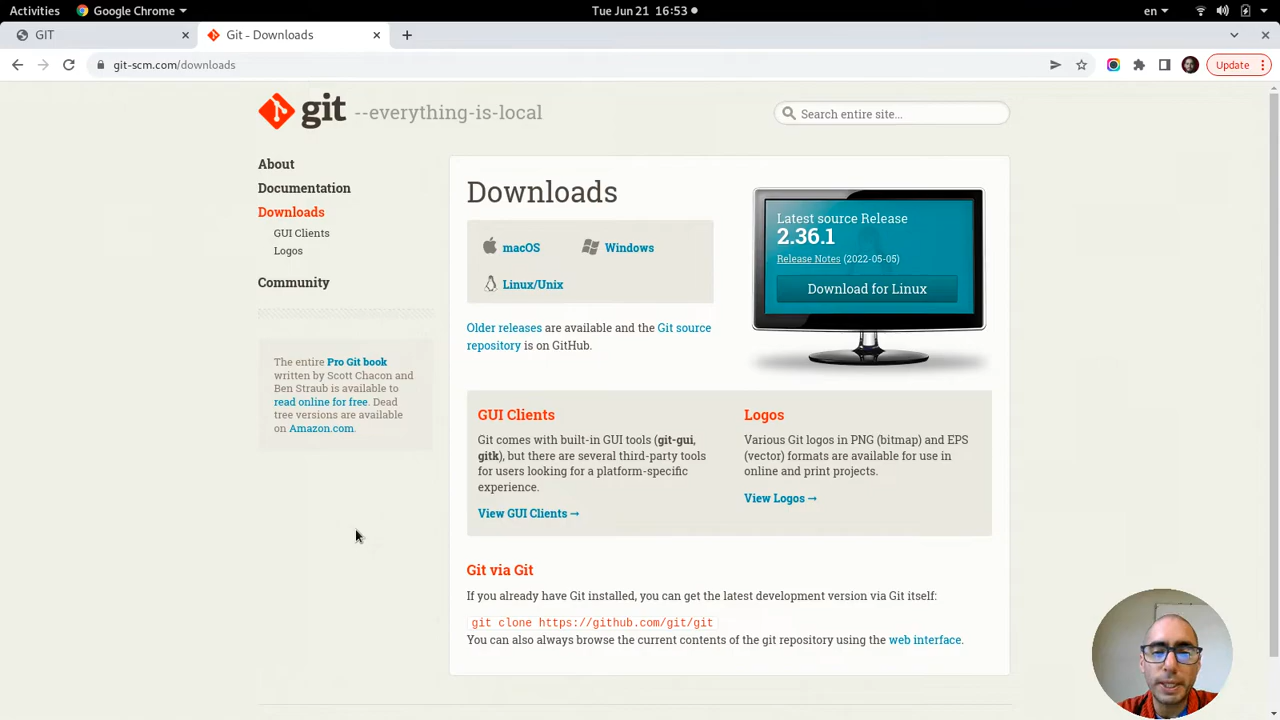 Activities
Google Chrome
Tue Jun 21 16:53
en
GIT
Git - Downloads
git-scm.com/downloads
Update
git --everything-is-local
Search entire site...
About
Documentation
Downloads
GUI Clients
Logos
Community
The entire Pro Git book
written by Scott Chacon and
Ben Straub is available to
read online for free. Dead
tree versions are available
on Amazon.com.
Downloads
macOS
Windows
Linux/Unix
Older releases are available and the Git source
repository is on GitHub.
Latest source Release
2.36.1
Release Notes (2022-05-05)
Download for Linux
GUI Clients
Git comes with built-in GUI tools (git-gui,
gitk), but there are several third-party tools
for users looking for a platform-specific
experience.
View GUI Clients →
Logos
Various Git logos in PNG (bitmap) and EPS
(vector) formats are available for use in
online and print projects.
View Logos →
Git via Git
If you already have Git installed, you can get the latest development version via Git itself:
git clone https://github.com/git/git
You can also always browse the current contents of the git repository using the web interface.